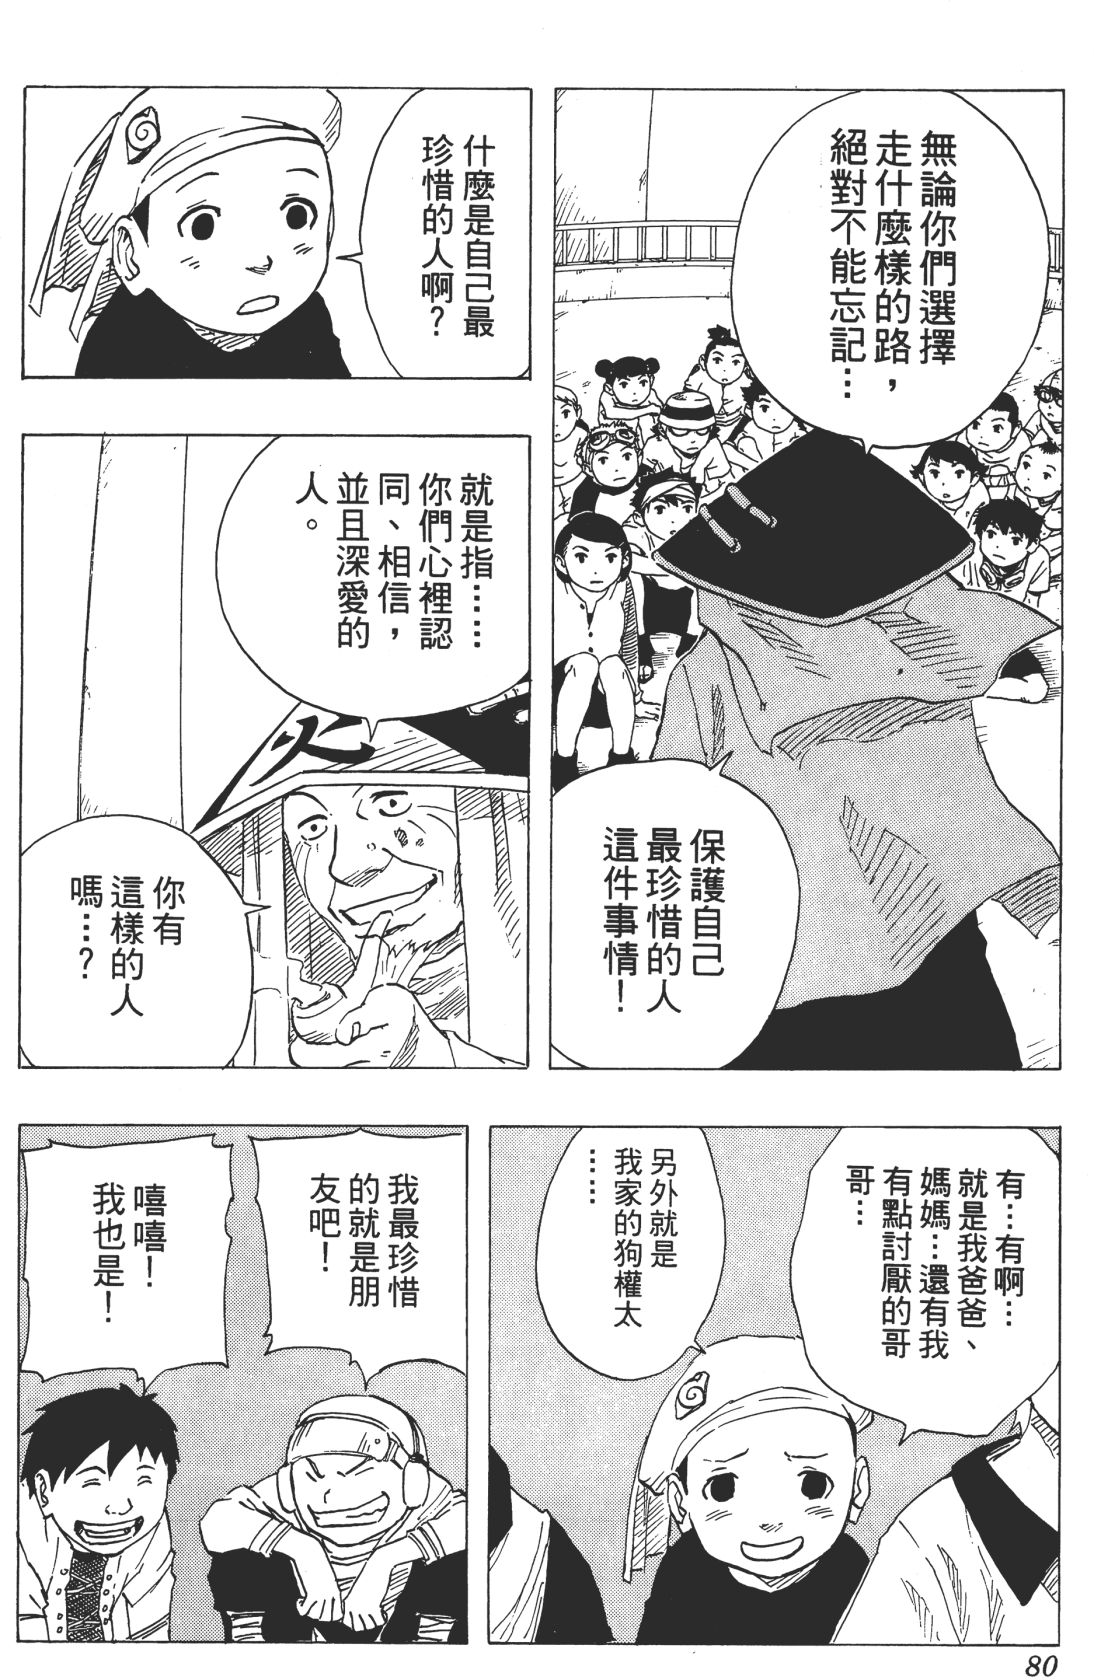 無論你們選擇
走什麼樣的路，
絕對不能忘記…
保護自己
最珍惜的人
這件事情！
什麼是自己最
珍惜的人啊？
就是指……
你們心裡認
同、相信，
並且深愛的
人。
火
你有
這樣的人
嗎…？
有…有啊…
就是我爸爸、
媽媽…還有我
有點討厭的哥
哥…
另外就是
我家的狗權太
……
我最珍惜
的就是朋
友吧！
嘻嘻！
我也是！
80